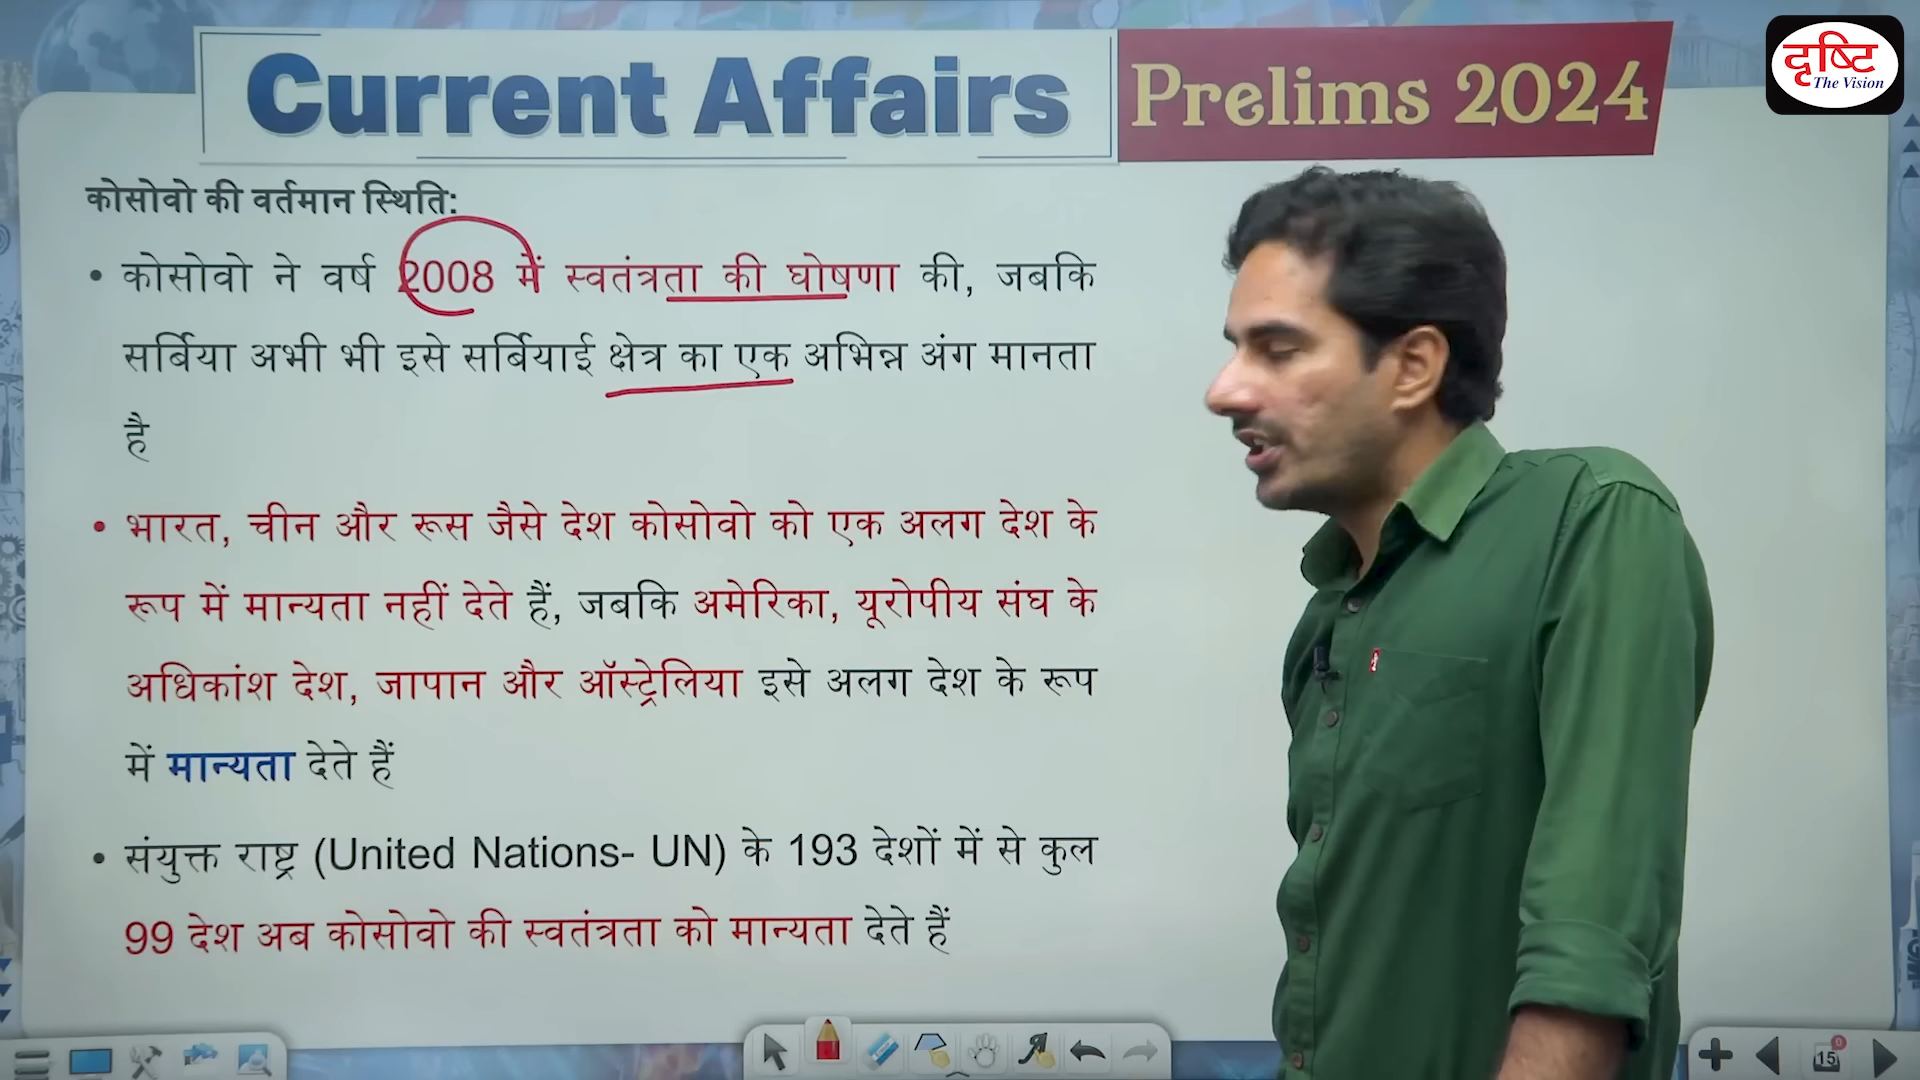 Current Affairs Prelims 2024
दृष्टि
The Vision
कोसोवो की वर्तमान स्थिति:
• कोसोवो ने वर्ष 2008 में स्वतंत्रता की घोषणा की, जबकि
सर्बिया अभी भी इसे सर्बियाई क्षेत्र का एक अभिन्न अंग मानता
है
• भारत, चीन और रूस जैसे देश कोसोवो को एक अलग देश के
रूप में मान्यता नहीं देते हैं, जबकि अमेरिका, यूरोपीय संघ के
अधिकांश देश, जापान और ऑस्ट्रेलिया इसे अलग देश के रूप
में मान्यता देते हैं
• संयुक्त राष्ट्र (United Nations- UN) के 193 देशों में से कुल
99 देश अब कोसोवो की स्वतंत्रता को मान्यता देते हैं
15
0